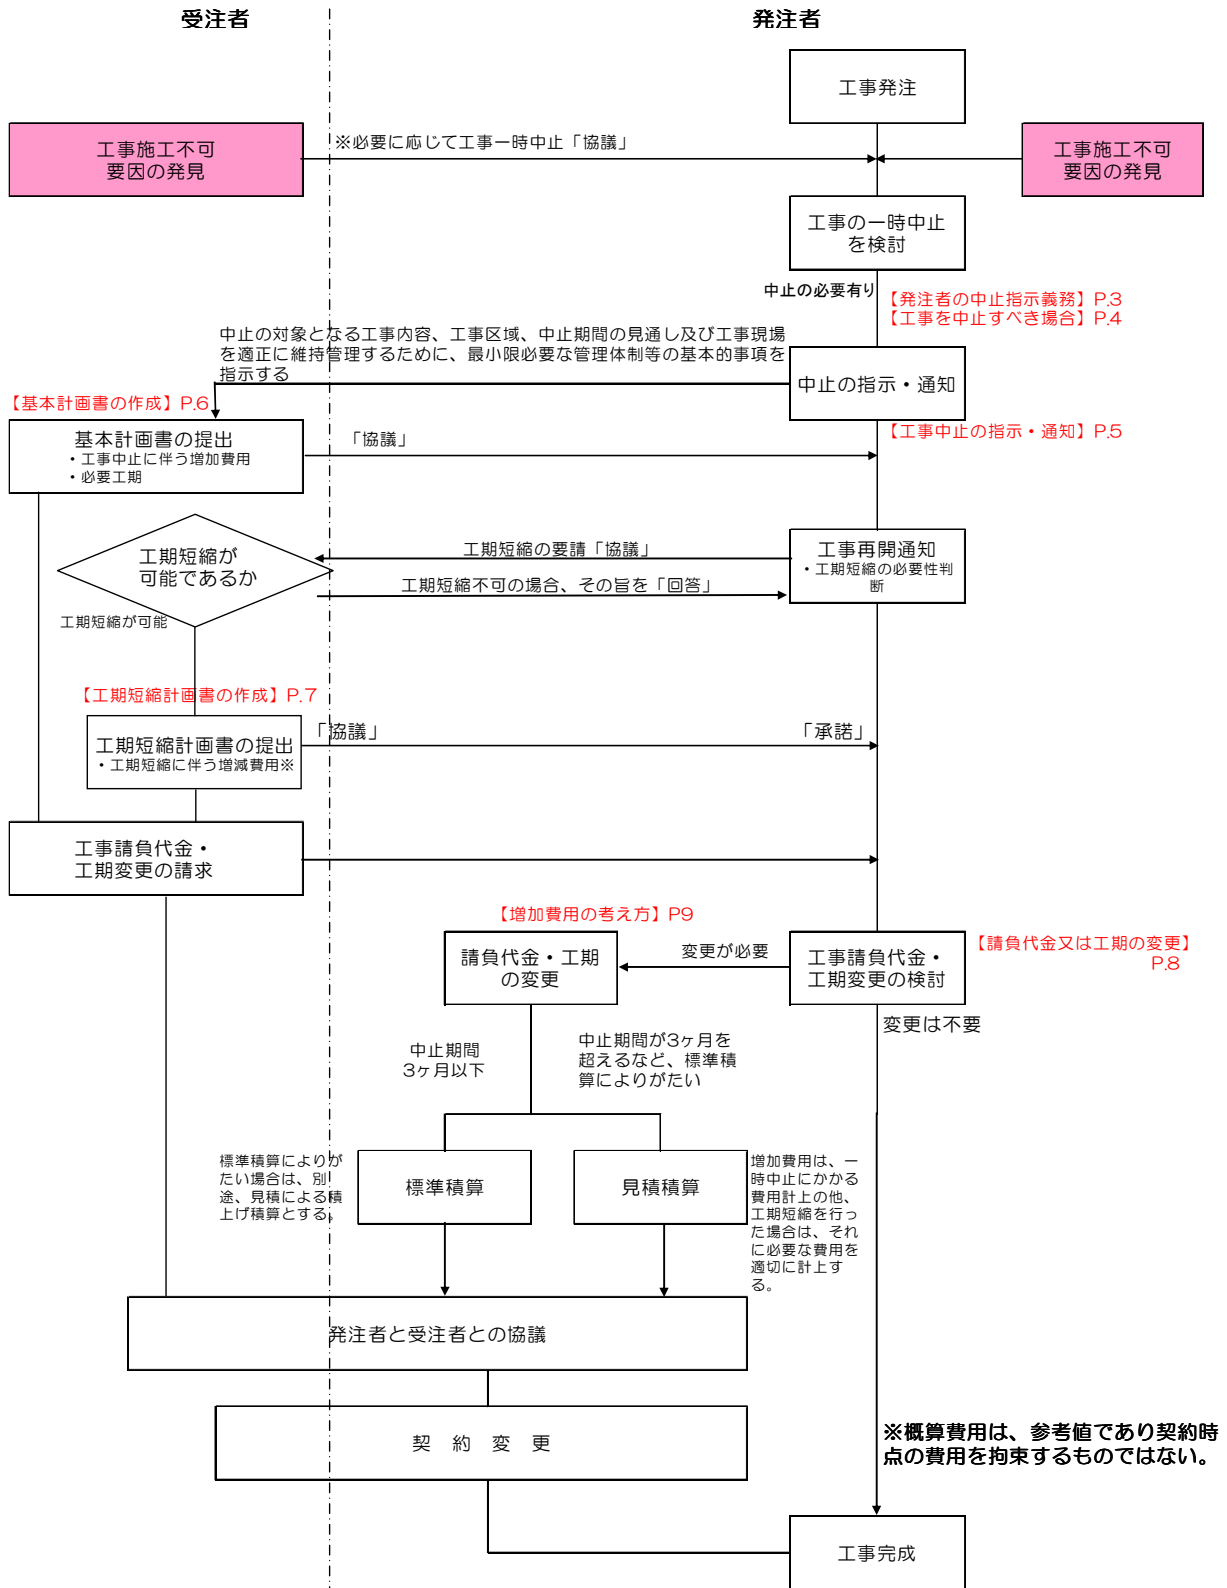 受注者
発注者
工事発注
工事施工不可
要因の発見
※必要に応じて工事一時中止「協議」
工事施工不可
要因の発見
工事の一時中止
を検討
中止の必要有り
【発注者の中止指示義務】P.3
【工事を中止すべき場合】P.4
中止の対象となる工事内容、工事区域、中止期間の見通し及び工事現場
を適正に維持管理するために、最小限必要な管理体制等の基本的事項を
指示する
中止の指示・通知
【基本計画書の作成】P.6
【工事中止の指示・通知】P.5
基本計画書の提出
・工事中止に伴う増加費用
・必要工期
「協議」
工期短縮が
可能であるか
工期短縮の要請「協議」
工期短縮不可の場合、その旨を「回答」
工事再開通知
・工期短縮の必要性判
断
工期短縮が可能
【工期短縮計画書の作成】P.7
工期短縮計画書の提出
・工期短縮に伴う増減費用※
「協議」
「承諾」
工事請負代金・
工期変更の請求
【増加費用の考え方】P9
請負代金・工期
の変更
変更が必要
工事請負代金・
工期変更の検討
【請負代金又は工期の変更】
P.8
変更は不要
中止期間
3ヶ月以下
中止期間が3ヶ月を
超えるなど、標準積
算によりがたい
標準積算によりが
たい場合は、別
途、見積による積
上げ積算とする。
標準積算
見積積算
増加費用は、一
時中止にかかる
費用計上の他、
工期短縮を行っ
た場合は、それ
に必要な費用を
適切に計上す
る。
発注者と受注者との協議
契　約　変　更
※概算費用は、参考値であり契約時
点の費用を拘束するものではない。
工事完成